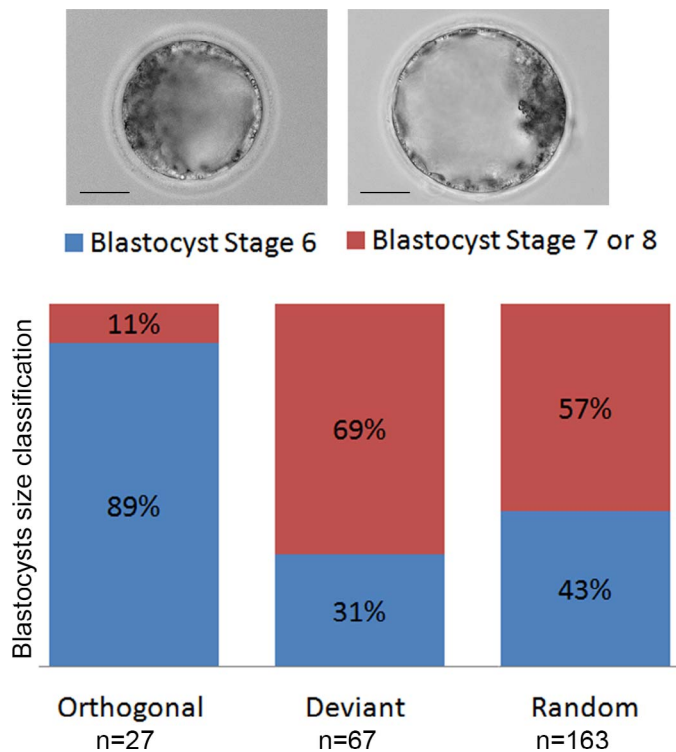 Blastocyst Stage 6 Blastocyst Stage 7 or 8
Blastocysts size classification
11%
89%
69%
31%
57%
43%
Orthogonal Deviant Random
n=27 n=67 n=163